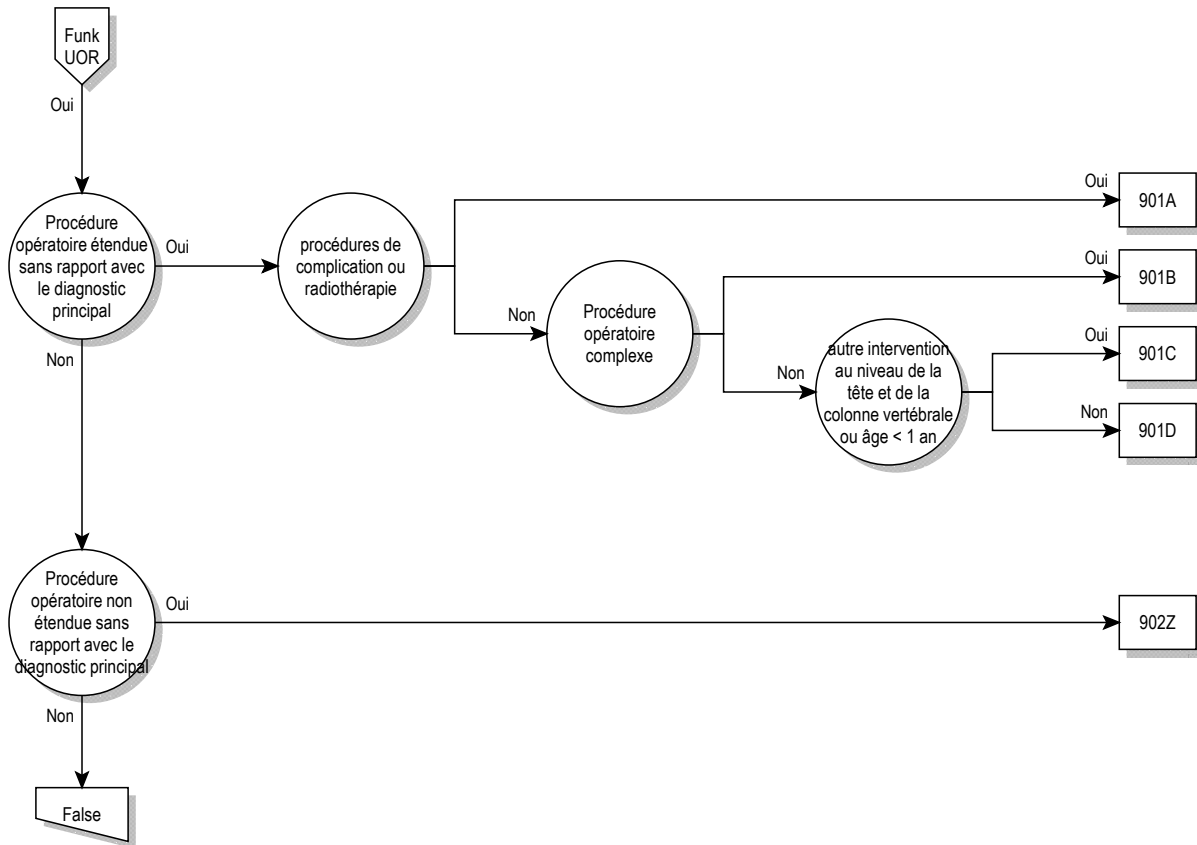 Funk
UOR
Oui
Procédure
opératoire étendue
sans rapport avec
le diagnostic
principal
Oui
procédures de
complication ou
radiothérapie
Oui
901A
Non
Procédure
opératoire
complexe
Oui
901B
Non
autre intervention
au niveau de la
tête et de la
colonne vertébrale
ou âge < 1 an
Oui
901C
Non
901D
Non
Procédure
opératoire non
étendue sans
rapport avec le
diagnostic principal
Oui
902Z
Non
False